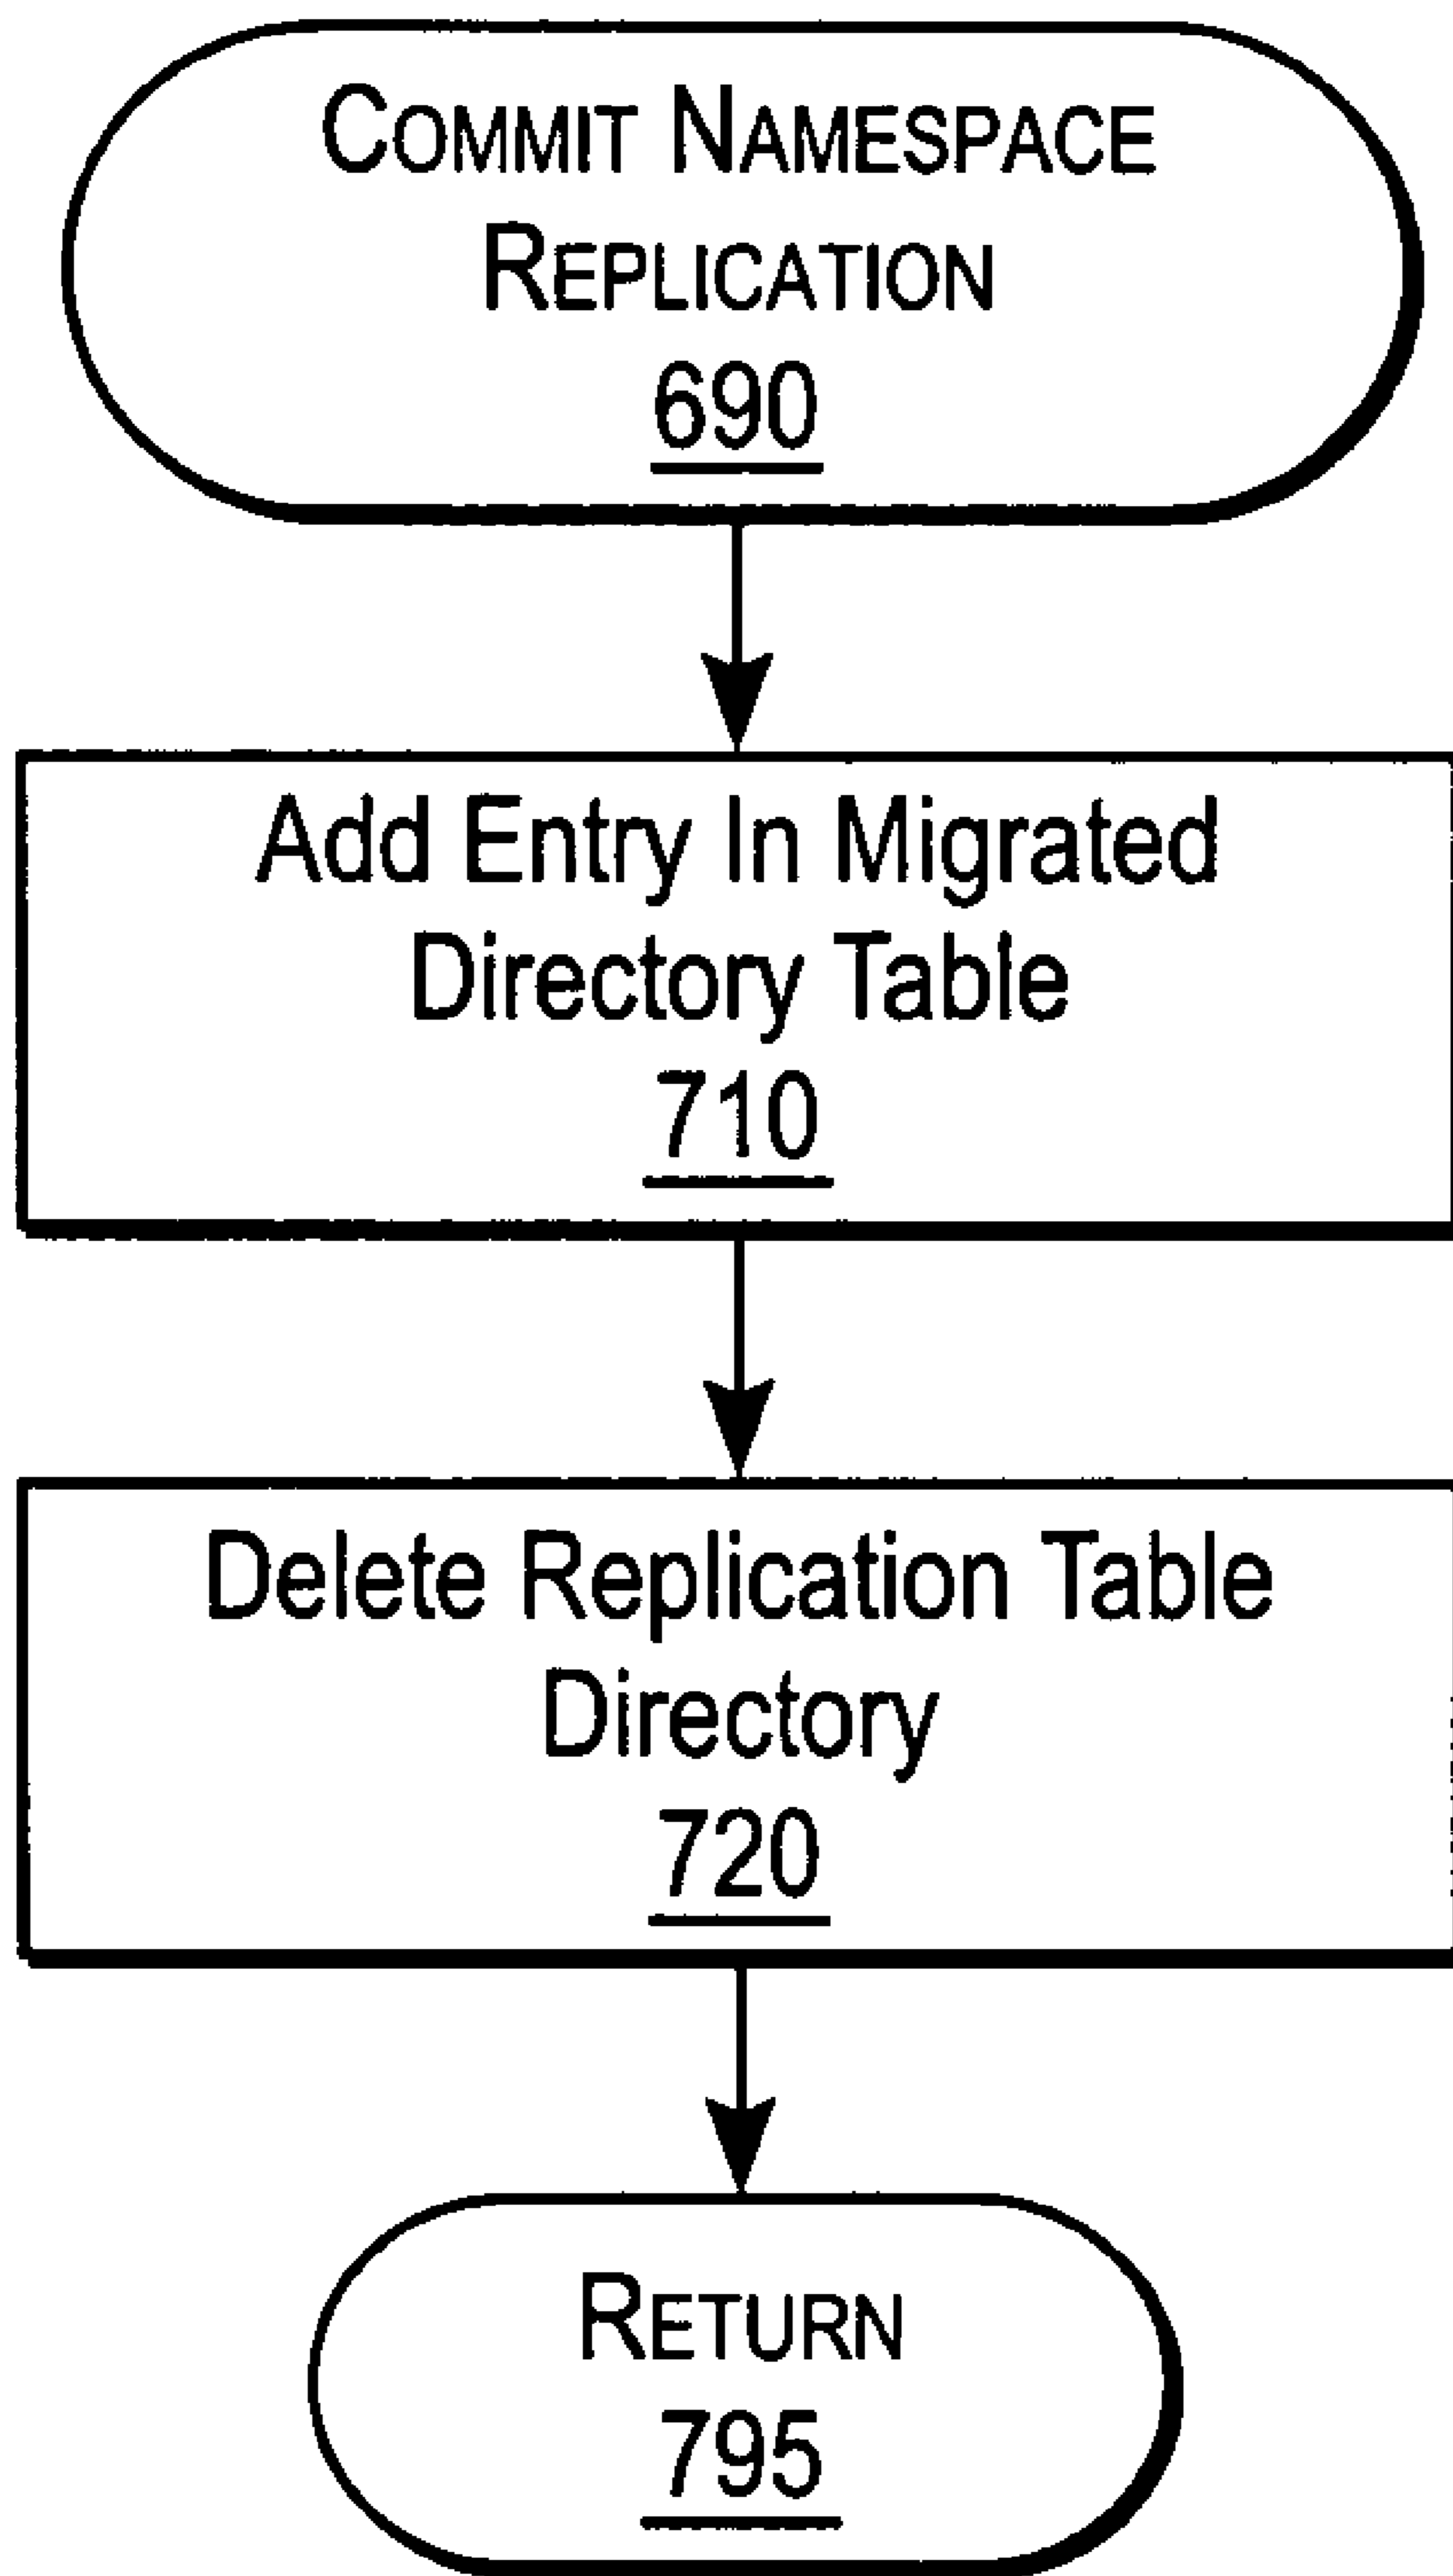 COMMIT NAMESPACE
REPLICATION
690
Add Entry In Migrated
Directory Table
710
Delete Replication Table
Directory
720
RETURN
795